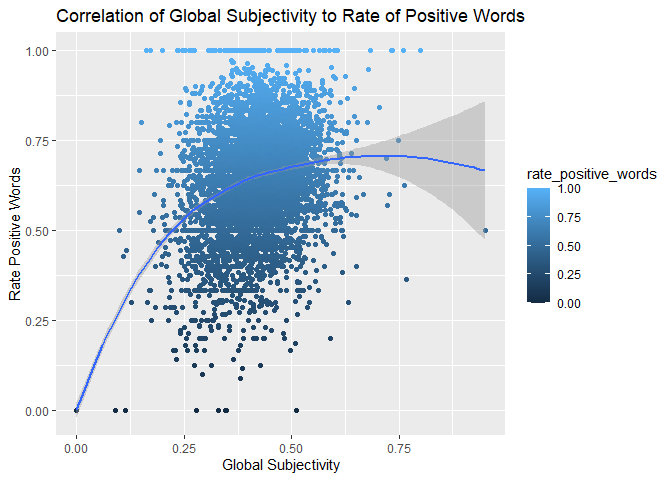 Correlation of Global Subjectivity to Rate of Positive Words
1.00
0.75
0.50
0.25
0.00
Rate Positive Words
0.00 0.25 0.50 0.75
Global Subjectivity
rate_positive_words
1.00
0.75
0.50
0.25
0.00